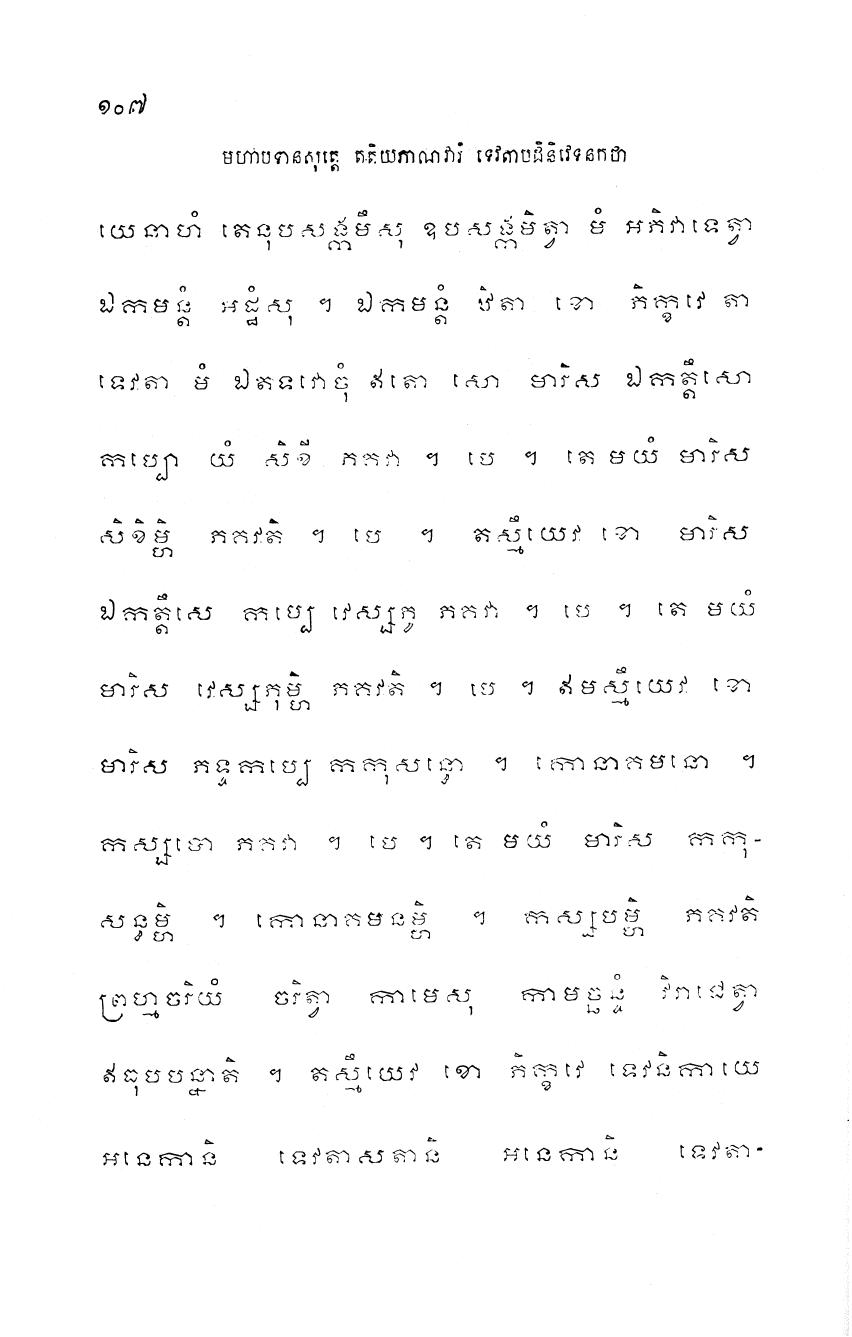 ១០៧
មហាបទានសុត្តេ តតិយភាណវារំ ទេវតាបដិនិវេទនកថា
យេនាហំ តេនុបសង្កមឹសុ ឧបសង្កមិត្វា មំ អភិវាទេត្វា
ឯកមន្តំ អដ្ឋំសុ ។ ឯកមន្តំ ឋិតា ខោ ភិក្ខវេ តា
ទេវតា មំ ឯតទវោចុំ ឥតោ សោ មារិស ឯកត្តឹសោ
កប្បោ យំ សិខី ភគវា ។ បេ ។ តេ មយំ មារិស
សិខិម្ហិ ភគវតិ ។ បេ ។ តស្មឹយេវ ខោ មារិស
ឯកត្តឹសេ កប្បេ វេស្សភូ ភគវា ។ បេ ។ តេ មយំ
មារិស វេស្សភុម្ហិ ភគវតិ ។ បេ ។ ឥមស្មឹយេវ ខោ
មារិស ភទ្ទកប្បេ កកុសន្ធោ ។ កោនាគមនោ ។
កស្សបោ ភគវា ។ បេ ។ តេ មយំ មារិស កកុ-
សន្ធម្ហិ ។ កោនាគមនម្ហិ ។ កស្សបម្ហិ ភគវតិ
ព្រហ្មចរិយំ ចរិត្វា កាមេសុ កាមច្ឆន្ទំ វិរាជេត្វា
ឥធុបបន្នាតិ ។ តស្មឹយេវ ខោ ភិក្ខវេ ទេវនិកាយេ
អនេកានិ ទេវតាសតានិ អនេកានិ ទេវតា-